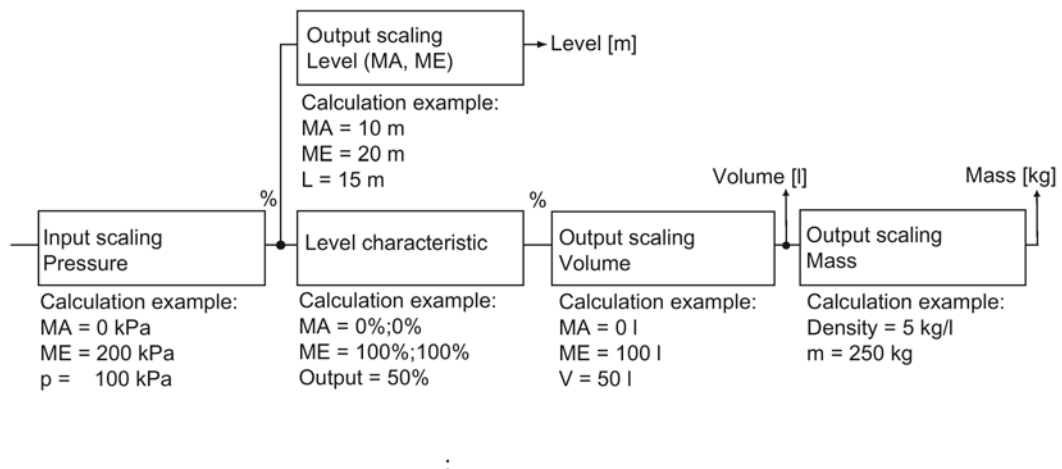 Output scaling
Level (MA, ME)
Level [m]
Calculation example:
MA = 10 m
ME = 20 m
L = 15 m
%
Input scaling
Pressure
Calculation example:
MA = 0 kPa
ME = 200 kPa
p = 100 kPa
Level characteristic
Calculation example:
MA = 0%;0%
ME = 100%;100%
Output = 50%
%
Output scaling
Volume
Volume [l]
Calculation example:
MA = 0 l
ME = 100 l
V = 50 l
Output scaling
Mass
Mass [kg]
Calculation example:
Density = 5 kg/l
m = 250 kg
: